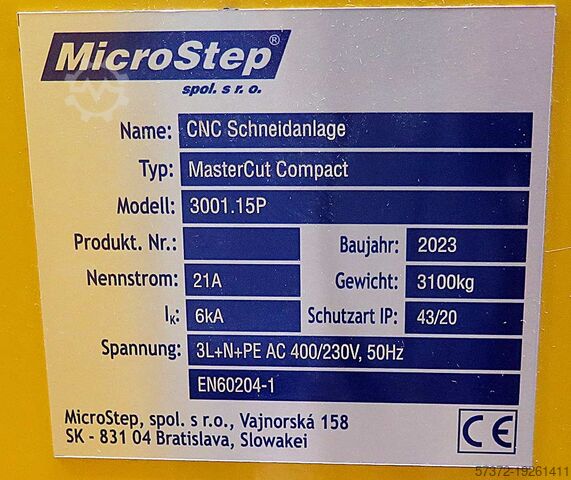 MicroStep®
spol. s r. o.
Name: CNC Schneidanlage
Typ: MasterCut Compact
Modell: 3001.15P
Produkt. Nr.: Baujahr: 2023
Nennstrom: 21A Gewicht: 3100kg
IK: 6kA Schutzart IP: 43/20
Spannung: 3L+N+PE AC 400/230V, 50Hz
EN60204-1
MicroStep, spol. s r.o., Vajnorská 158
SK - 831 04 Bratislava, Slowakei
CE
57372-19261411